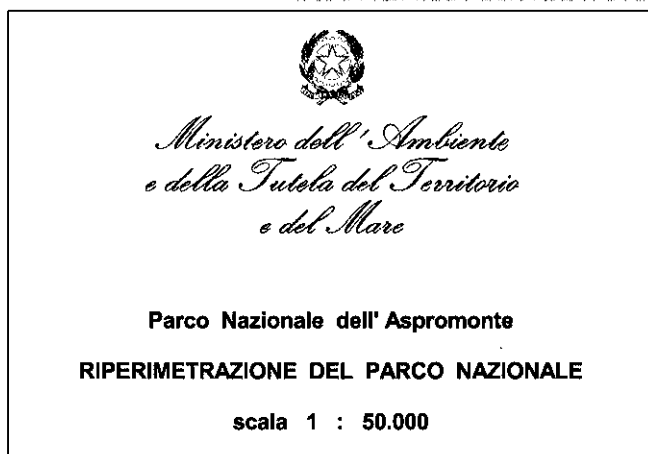 Ministero dell'Ambiente
e della Tutela del Territorio
e del Mare
Parco Nazionale dell' Aspromonte
RIPERIMETRAZIONE DEL PARCO NAZIONALE
scala 1 : 50.000